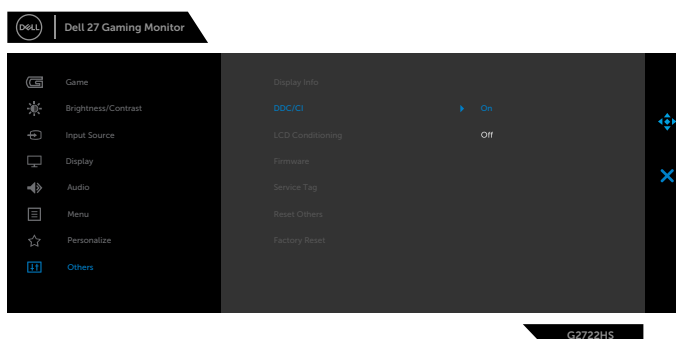 DELL
Dell 27 Gaming Monitor
Game
Display Info
Brightness/Contrast
DDC/CI
On
Input Source
LCD Conditioning
Off
Display
Firmware
Audio
Service Tag
Menu
Reset Others
Personalize
Factory Reset
Others
G2722HS